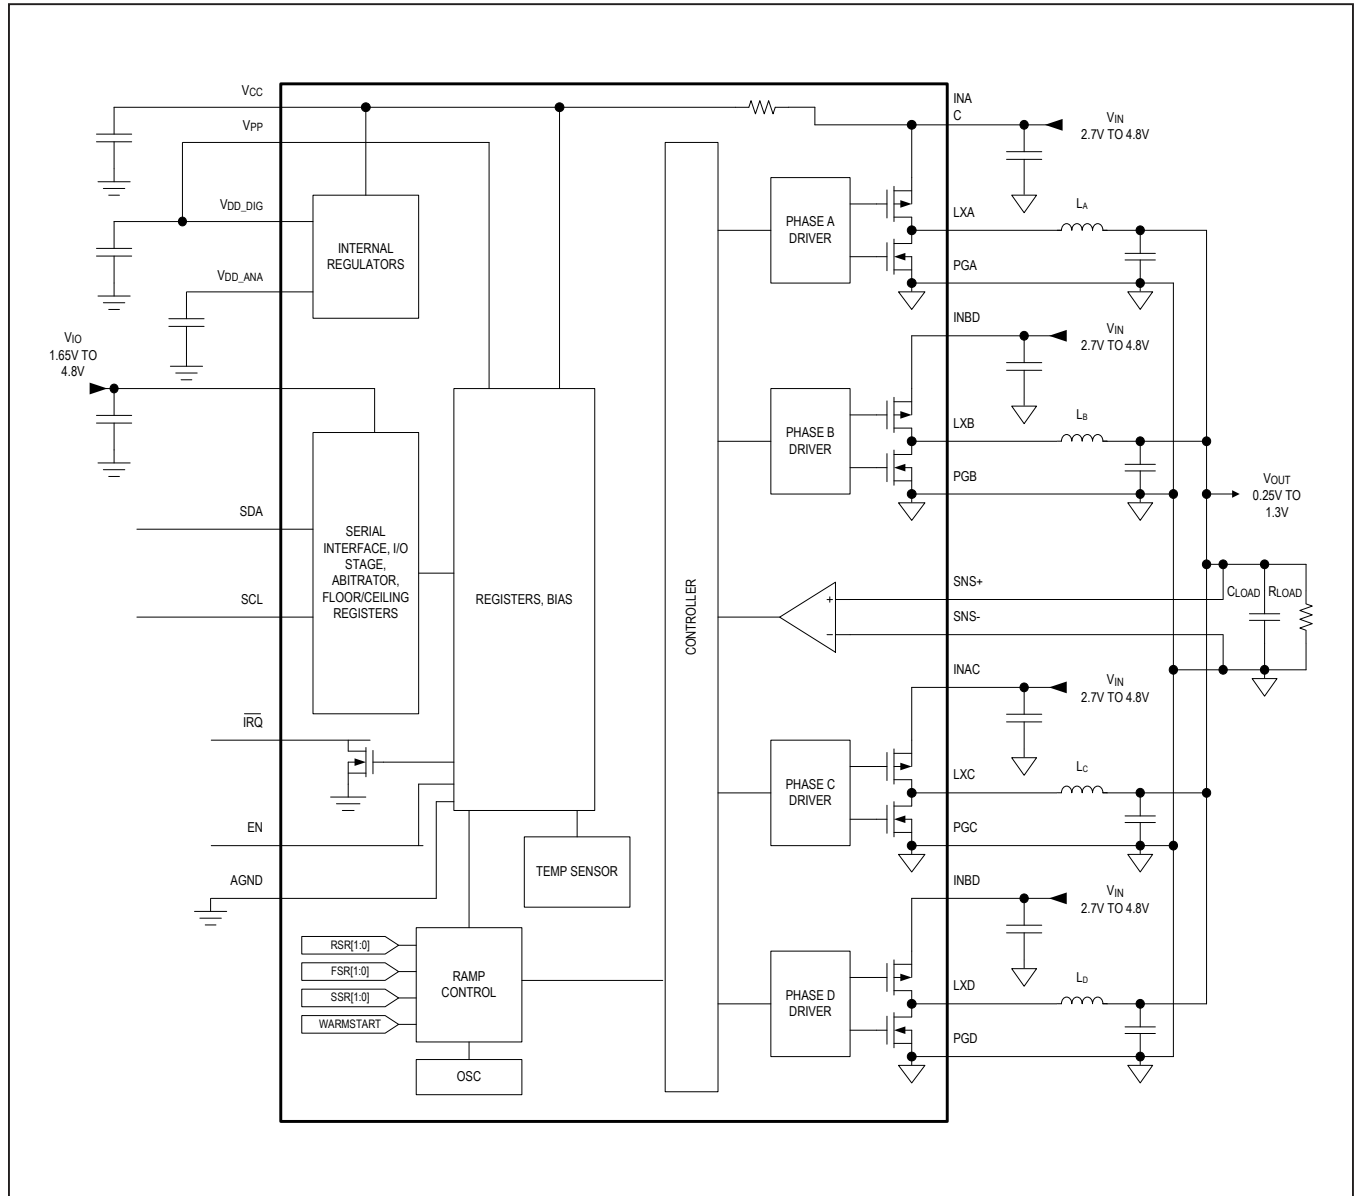 VCC
VPP
VDD_DIG
VDD_ANA
VIO
1.65V TO
4.8V
SDA
SCL
IRQ
EN
AGND
INTERNAL
REGULATORS
SERIAL
INTERFACE, I/O
STAGE,
ABITRATOR,
FLOOR/CEILING
REGISTERS
REGISTERS, BIAS
TEMP SENSOR
RSR[1:0]
FSR[1:0]
SSR[1:0]
WARMSTART
RAMP
CONTROL
OSC
CONTROLLER
PHASE A
DRIVER
PHASE B
DRIVER
+
−
PHASE C
DRIVER
PHASE D
DRIVER
INA
C
VIN
2.7V TO 4.8V
LXA
LA
PGA
INBD
VIN
2.7V TO 4.8V
LXB
LB
PGB
VOUT
0.25V TO
1.3V
SNS+
SNS-
CLOAD
RLOAD
INAC
VIN
2.7V TO 4.8V
LXC
LC
PGC
INBD
VIN
2.7V TO 4.8V
LXD
LD
PGD